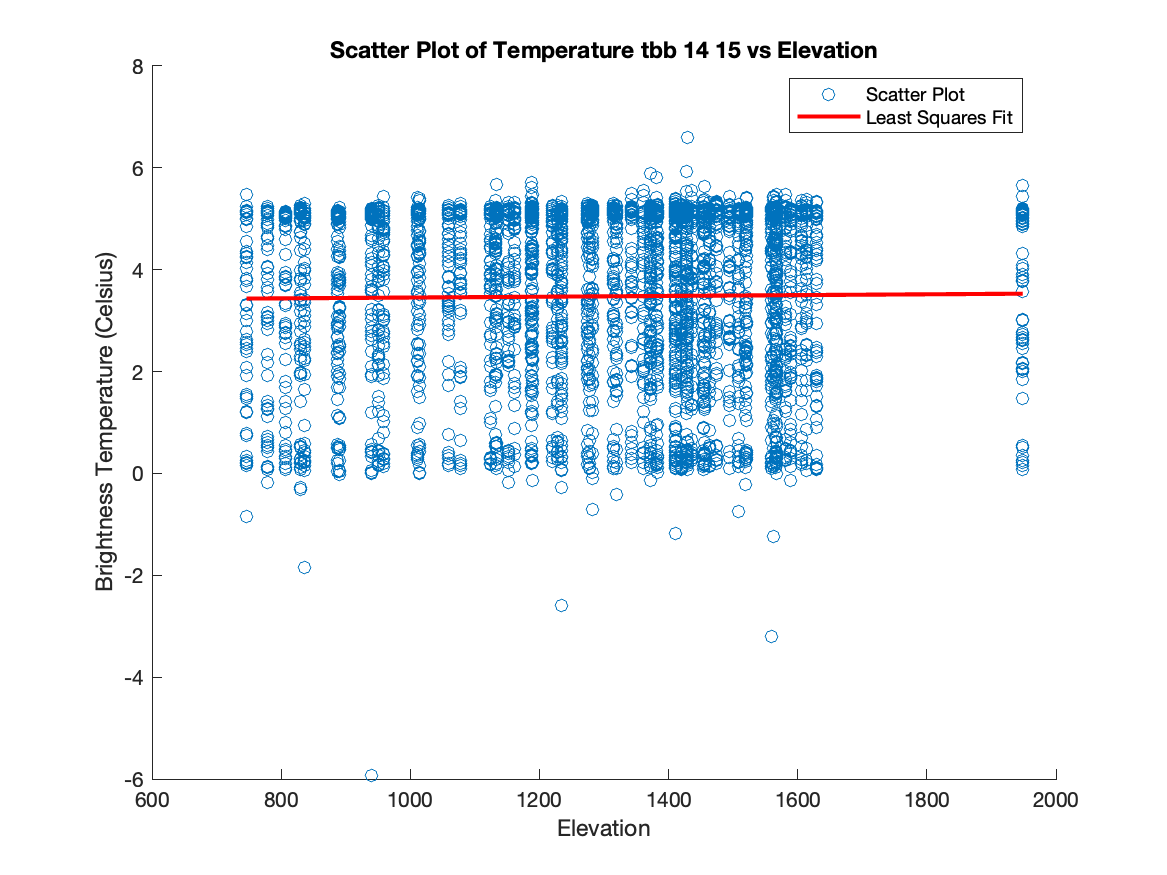 Scatter Plot of Temperature tbb 14 15 vs Elevation
8
Scatter Plot
Least Squares Fit
6
4
2
0
-2
-4
-6
Brightness Temperature (Celsius)
600 800 1000 1200 1400 1600 1800 2000
Elevation